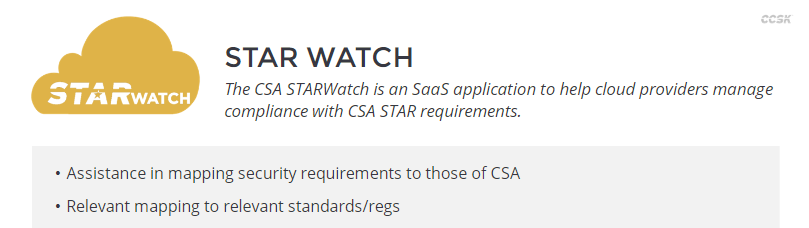 CCSK
STARWATCH
STAR WATCH
The CSA STARWatch is an SaaS application to help cloud providers manage
compliance with CSA STAR requirements.
• Assistance in mapping security requirements to those of CSA
• Relevant mapping to relevant standards/regs